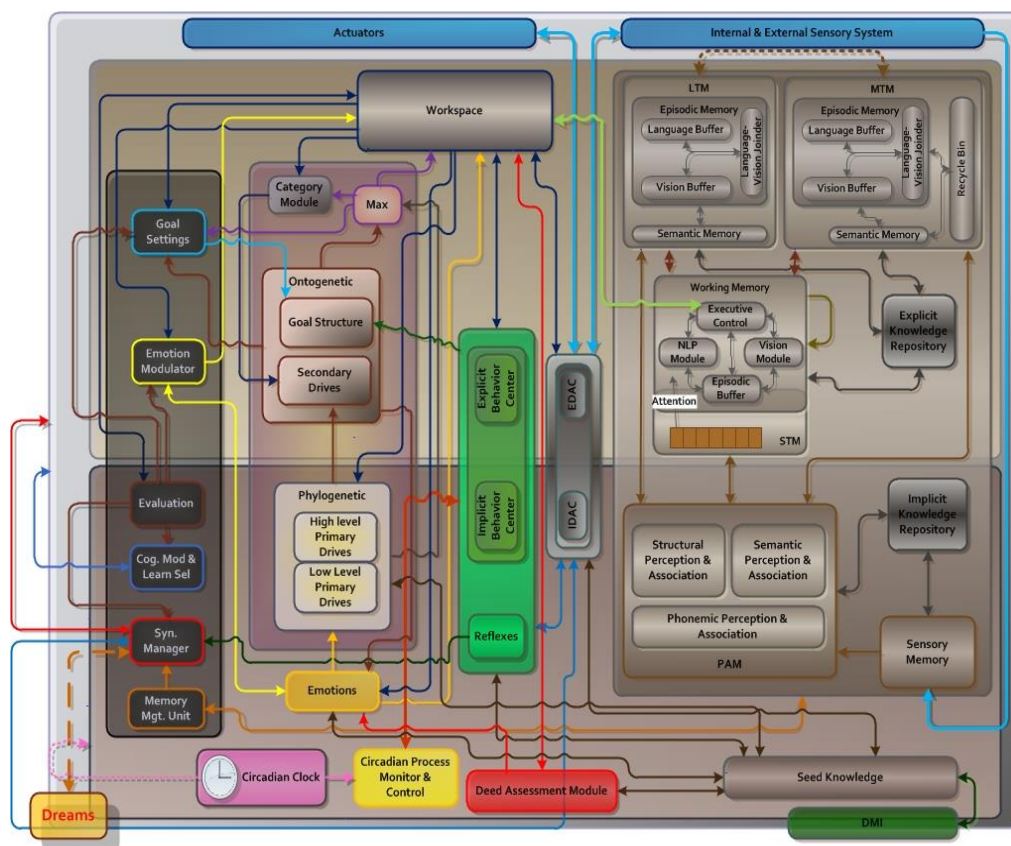 Actuators
Internal & External Sensory System
Workspace
LTM
MTM
Episodic Memory
Language Buffer
Vision Buffer
Language-
Vision Joinder
Semantic Memory
Episodic Memory
Language Buffer
Vision Buffer
Language-
Vision Joinder
Recycle Bin
Semantic Memory
Category
Module
Max
Goal
Settings
Ontogenetic
Goal Structure
Secondary
Drives
Emotion
Modulator
Explicit
Behavior
Center
EDAC
Working Memory
Executive
Control
NLP
Module
Vision
Module
Episodic
Buffer
Attention
STM
Explicit
Knowledge
Repository
Evaluation
Cog. Mod &
Learn Sel
Syn.
Manager
Memory
Mgt. Unit
Phylogenetic
High level
Primary
Drives
Low Level
Primary
Drives
Implicit
Behavior
Center
IDAC
Reflexes
Structural
Perception &
Association
Semantic
Perception &
Association
Phonemic Perception &
Association
PAM
Implicit
Knowledge
Repository
Sensory
Memory
Emotions
Circadian Clock
Circadian Process
Monitor &
Control
Deed Assessment Module
Seed Knowledge
Dreams
DMI